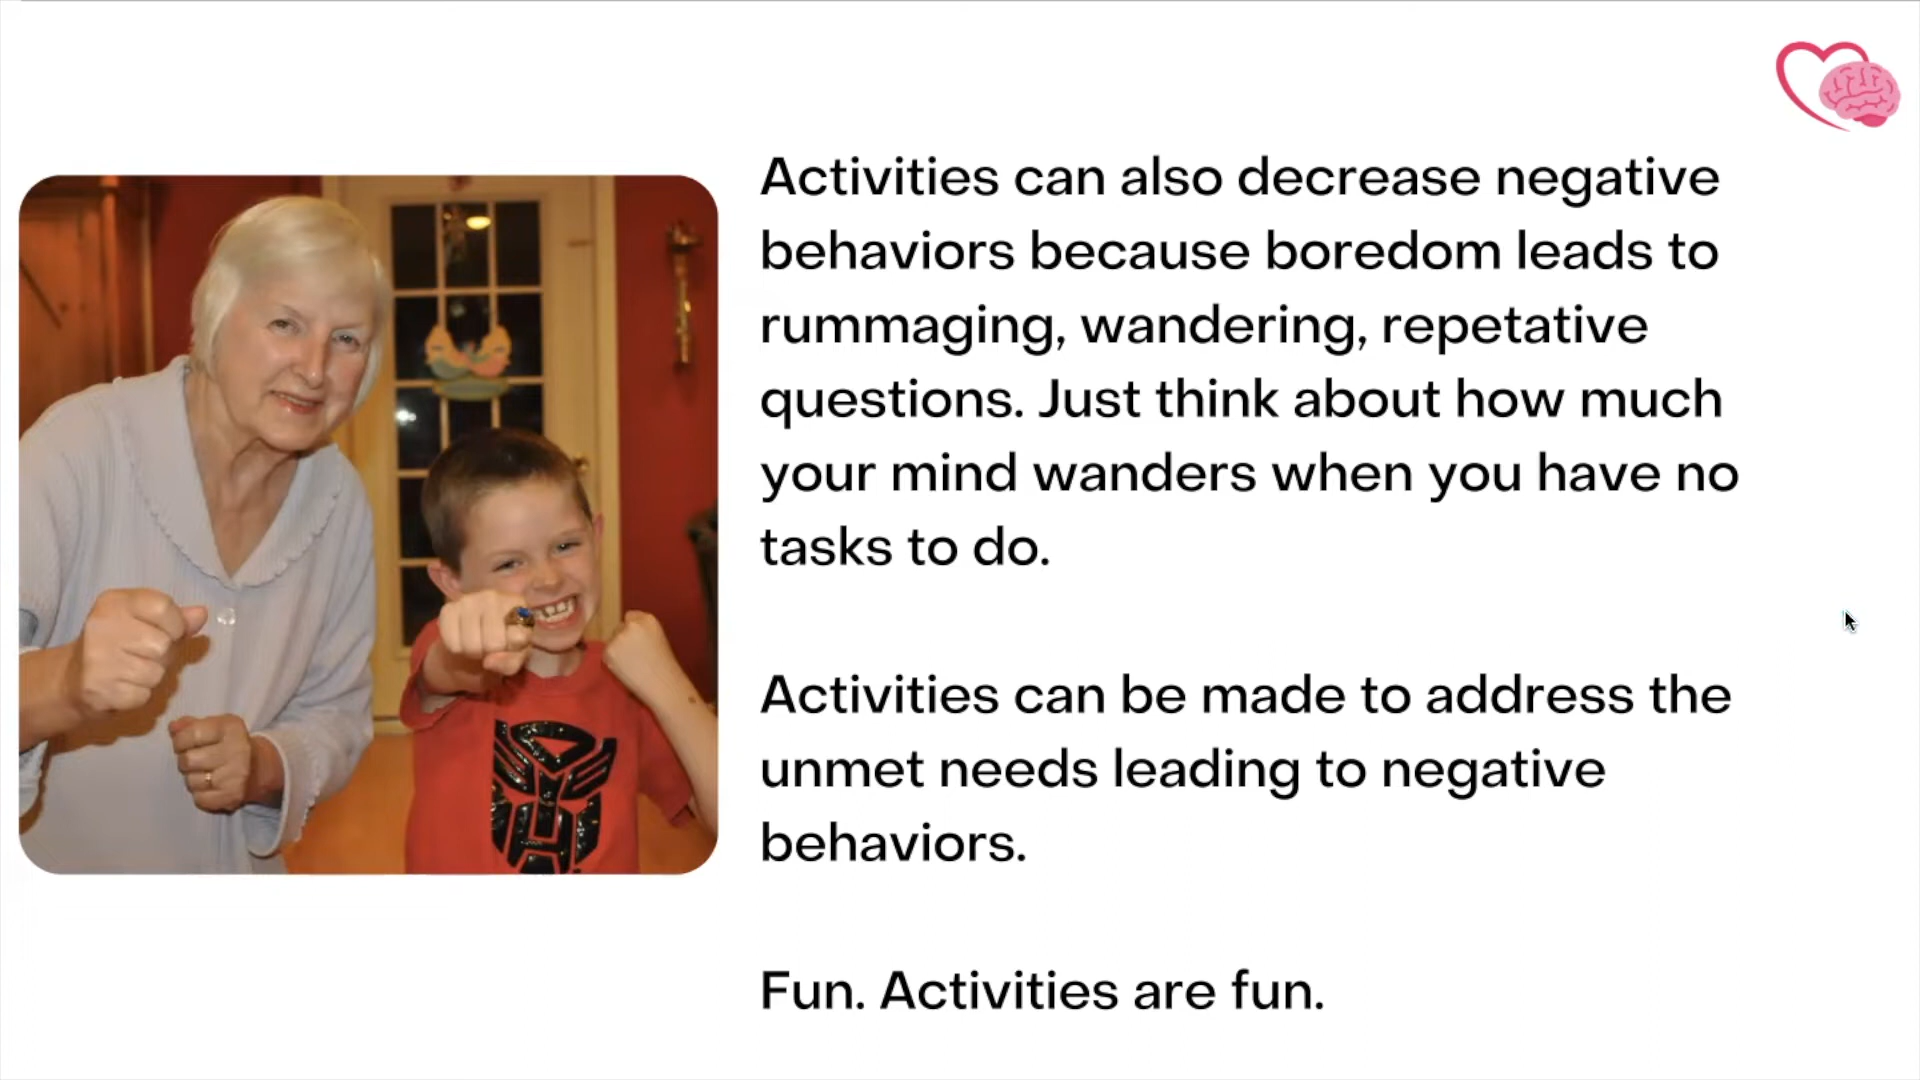 Activities can also decrease negative
behaviors because boredom leads to
rummaging, wandering, repetative
questions. Just think about how much
your mind wanders when you have no
tasks to do.
Activities can be made to address the
unmet needs leading to negative
behaviors.
Fun. Activities are fun.